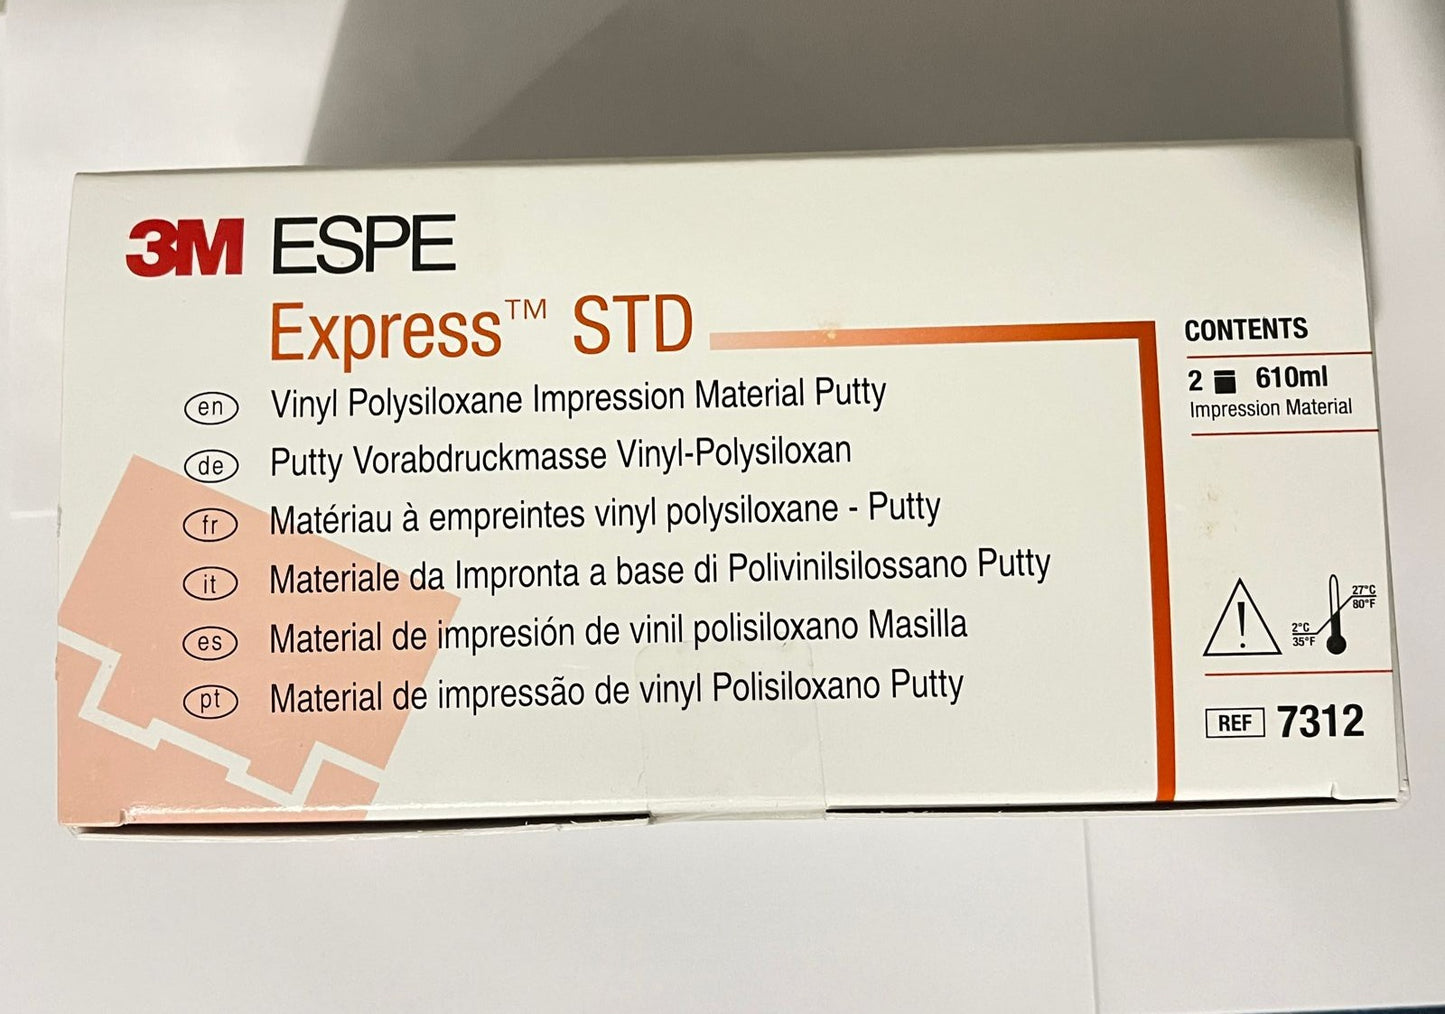 3M ESPE
Express™ STD
en Vinyl Polysiloxane Impression Material Putty
de Putty Vorabdruckmasse Vinyl-Polysiloxan
fr Matériau à empreintes vinyl polysiloxane - Putty
it Materiale da Impronta a base di Polivinilsilossano Putty
es Material de impresión de vinil polisiloxano Masilla
pt Material de impressão de vinyl Polisiloxano Putty
CONTENTS
2 610ml
Impression Material
27°C
80°F
2°C
35°F
REF 7312